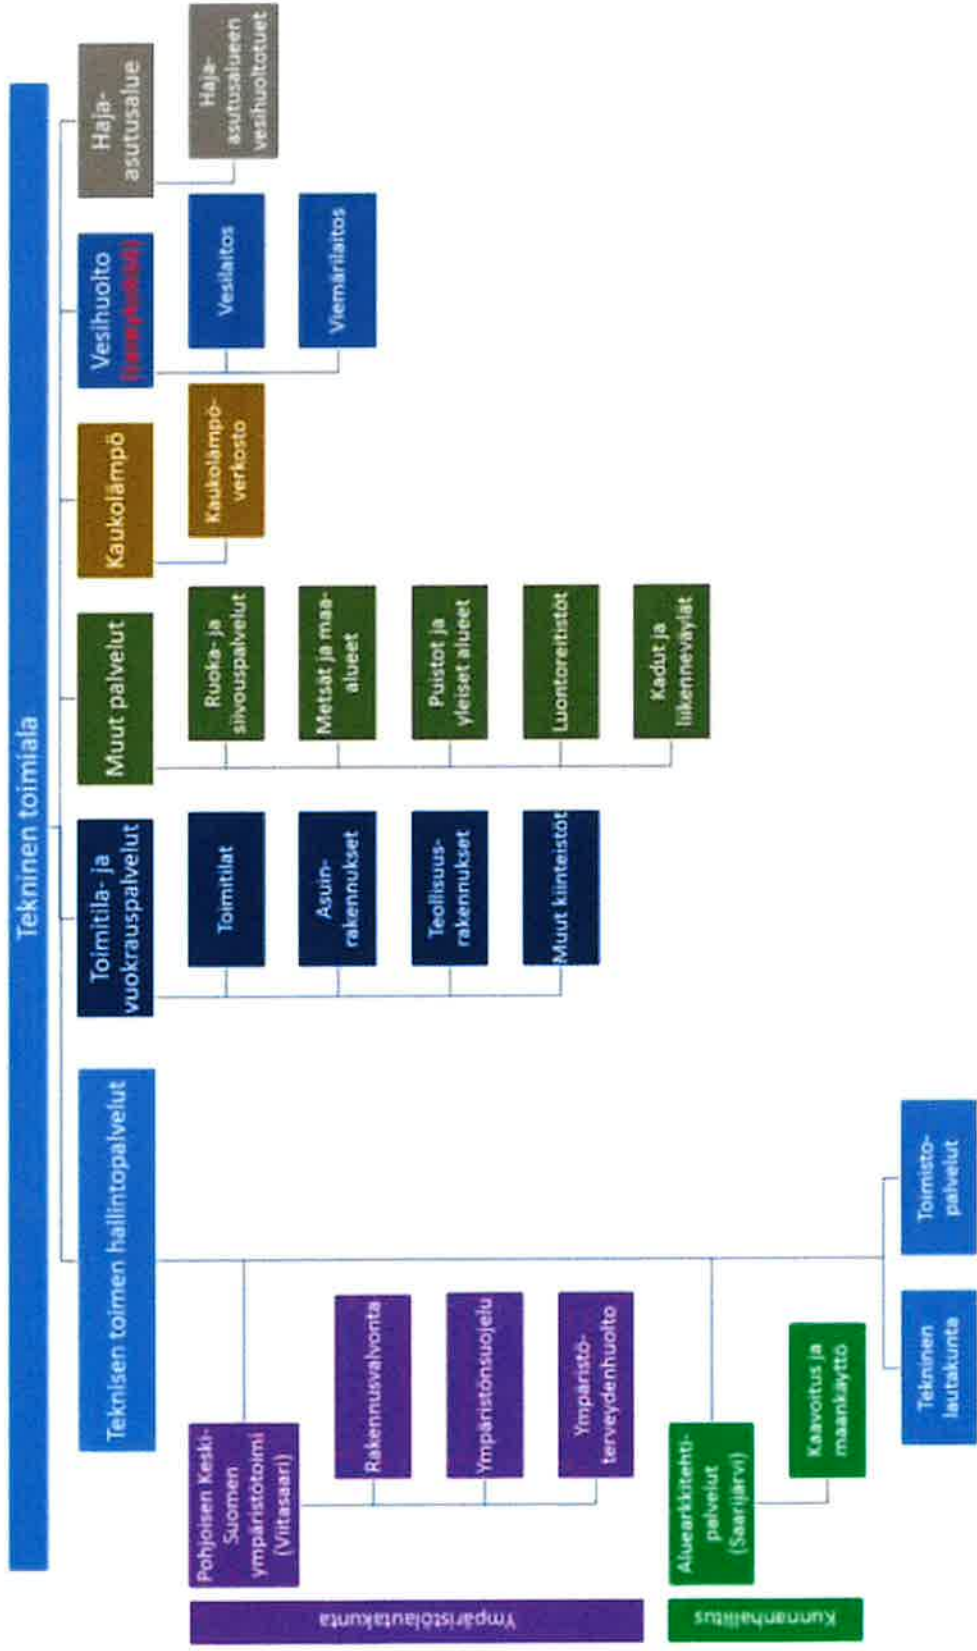 Tekninen toimiala
Teknisen toimen hallintopalvelut
Pohjoisen Keski-
Suomen
ympäristötoimi
(Viitasaari)
Rakennusvalvonta
Ympäristönsuojelu
Ympäristö-
terveydenhuolto
Ympäristölautakunta
Aluearkkitehti-
palvelut
(Saarijärvi)
Kaavoitus ja
maankäyttö
Kunnanhallitus
Tekninen
lautakunta
Toimisto-
palvelut
Toimitila- ja
vuokrauspalvelut
Toimitilat
Asuin-
rakennukset
Teollisuus-
rakennukset
Muut kiinteistöt
Muut palvelut
Ruoka- ja
siivouspalvelut
Metsät ja maa-
alueet
Puistot ja
yleiset alueet
Luontoreitistöt
Kadut ja
liikenneväylät
Kaukolämpö
Kaukolämpö-
verkosto
Vesihuolto
Vesilaitos
Viemärilaitos
Haja-
asutusalue
Haja-
asutusalueen
vesihuoltotuet